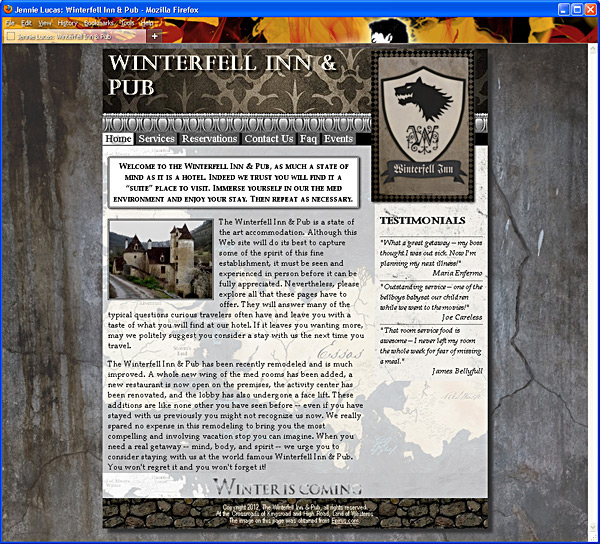 Jennie Lucas: Winterfell Inn & Pub - Mozilla Firefox
File Edit View History Bookmarks Tools Help
Jennie Lucas: Winterfell Inn & Pub
WINTERFELL INN &
PUB
Winterfell Inn
Home Services Reservations Contact Us Faq Events
Welcome to the Winterfell Inn & Pub, as much a state of
mind as it is a hotel. Indeed we trust you will find it a
"suite" place to visit. Immerse yourself in our the med
environment and enjoy your stay. Then repeat as necessary.
The Winterfell Inn & Pub is a state of
the art accommodation. Although this
Web site will do its best to capture
some of the spirit of this fine
establishment, it must be seen and
experienced in person before it can be
fully appreciated. Nevertheless, please
explore all that these pages have to
offer. They will answer many of the
typical questions curious travelers often have and leave you with a
taste of what you will find at our hotel. If it leaves you wanting more,
may we politely suggest you consider a stay with us the next time you
travel.
The Winterfell Inn & Pub has been recently remodeled and is much
improved. A whole new wing of the med rooms has been added, a
new restaurant is now open on the premises, the activity center has
been renovated, and the lobby has also undergone a face lift. These
additions are like none other you have seen before -- even if you have
stayed with us previously you might not recognize us now. We really
spared no expense in this remodeling to bring you the most
compelling and involving vacation stop you can imagine. When you
need a real getaway -- mind, body, and spirit -- we urge you to
consider staying with us at the world famous Winterfell Inn & Pub.
You won't regret it and you won't forget it!
Essos
TESTIMONIALS
"What a great getaway -- my boss
thought I was out sick. Now I'm
planning my next illness!"
Maria Enfermo
"Outstanding service -- one of the
bellboys babysat our children
while we went to the movies!"
Joe Careless
"That room service food is
awesome -- I never left my room
the whole week for fear of missing
a meal."
James Bellyfull
WINTER IS COMING
Copyright 2012, The Winterfell Inn & Pub, all rights reserved.
At the Crossroads of Kingsroad and High Road, Land of Westeros
The image on this page was obtained from